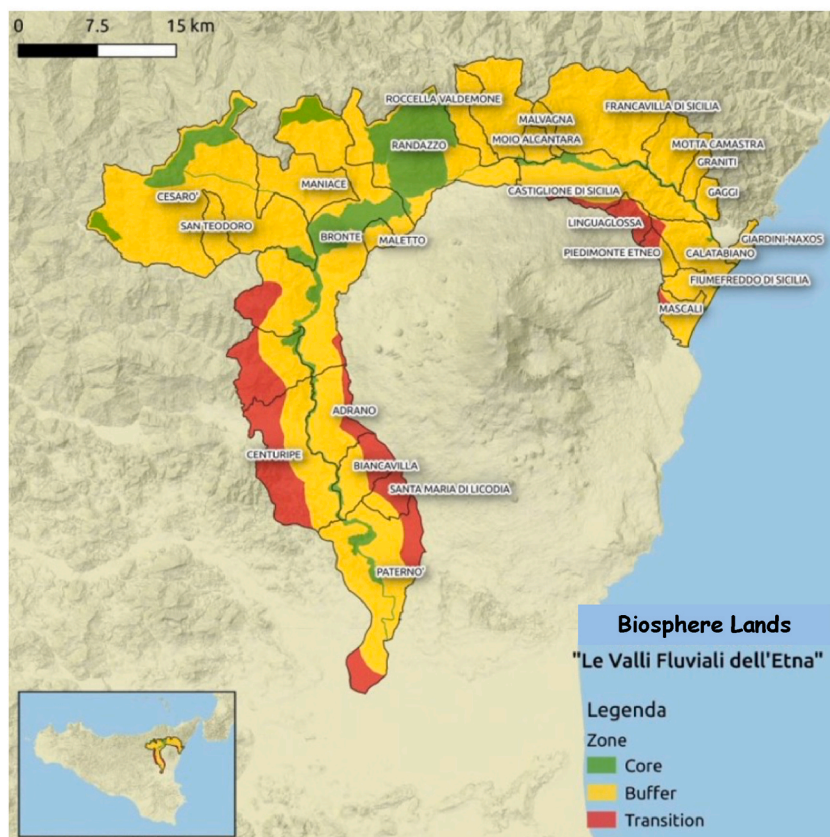 0 7.5 15 km
ROCCELLA VALDEMONE
FRANCAVILLA DI SICILIA
MALVAGNA
MOIO ALCANTARA
RANDAZZO
MOTTA CAMASTRA
GRANITI
MANIACE
CESARO'
CASTIGLIONE DI SICILIA
GAGGI
SAN TEODORO
LINGUAGLOSSA
BRONTE
MALETTO
GIARDINI-NAXOS
PIEDIMONTE ETNEO
CALATABIANO
FIUMEFREDDO DI SICILIA
MASCALI
ADRANO
CENTURIPE
BIANCAVILLA
SANTA MARIA DI LICODIA
PATERNO'
Biosphere Lands
"Le Valli Fluviali dell'Etna"
Legenda
Zone
Core
Buffer
Transition